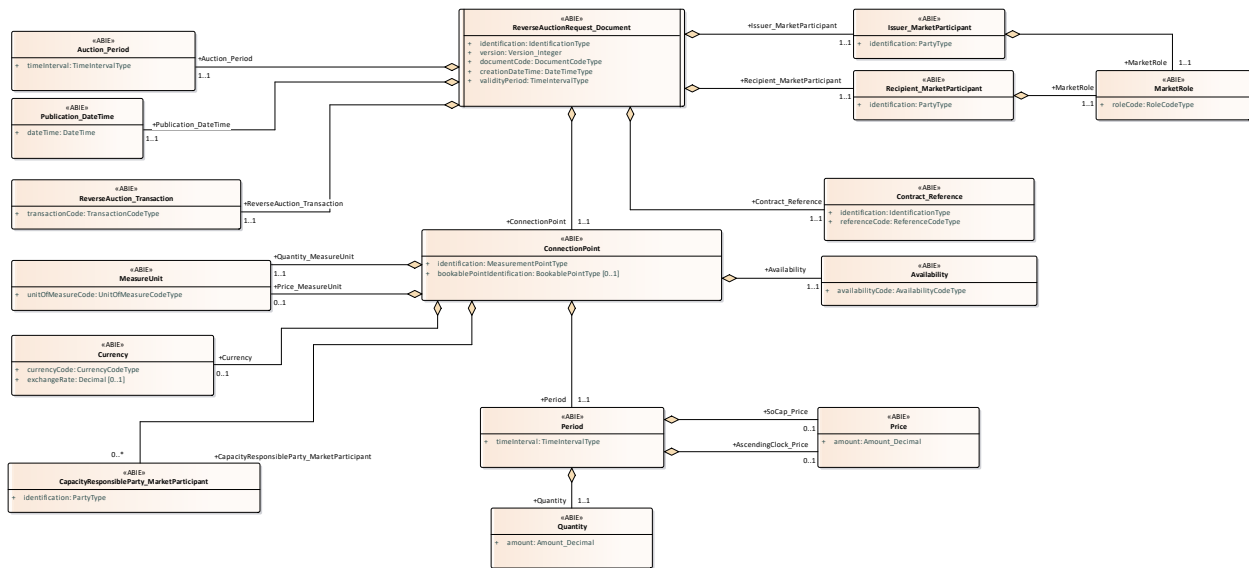 «ABIE»
ReverseAuctionRequest_Document
+ identification: IdentificationType
+ version: Version_Integer
+ documentCode: DocumentCodeType
+ creationDateTime: DateTimeType
+ validityPeriod: TimeIntervalType
«ABIE»
Auction_Period
+ timeInterval: TimeIntervalType
+Auction_Period
1..1
«ABIE»
Publication_DateTime
+ dateTime: DateTime
+Publication_DateTime
1..1
«ABIE»
ReverseAuction_Transaction
+ transactionCode: TransactionCodeType
+ReverseAuction_Transaction
1..1
+Issuer_MarketParticipant
1..1
«ABIE»
Issuer_MarketParticipant
+ identification: PartyType
+MarketRole
1..1
+Recipient_MarketParticipant
1..1
«ABIE»
Recipient_MarketParticipant
+ identification: PartyType
+MarketRole
1..1
«ABIE»
MarketRole
+ roleCode: RoleCodeType
+Contract_Reference
1..1
«ABIE»
Contract_Reference
+ identification: IdentificationType
+ referenceCode: ReferenceCodeType
+ConnectionPoint
1..1
«ABIE»
ConnectionPoint
+ identification: MeasurementPointType
+ bookablePointIdentification: BookablePointType [0..1]
«ABIE»
MeasureUnit
+ unitOfMeasureCode: UnitOfMeasureCodeType
+Quantity_MeasureUnit
1..1
+Price_MeasureUnit
0..1
+Availability
1..1
«ABIE»
Availability
+ availabilityCode: AvailabilityCodeType
«ABIE»
Currency
+ currencyCode: CurrencyCodeType
+ exchangeRate: Decimal [0..1]
+Currency
0..1
0..*
+CapacityResponsibleParty_MarketParticipant
«ABIE»
CapacityResponsibleParty_MarketParticipant
+ identification: PartyType
+Period
1..1
«ABIE»
Period
+ timeInterval: TimeIntervalType
+SoCap_Price
0..1
+AscendingClock_Price
0..1
«ABIE»
Price
+ amount: Amount_Decimal
+Quantity
1..1
«ABIE»
Quantity
+ amount: Amount_Decimal